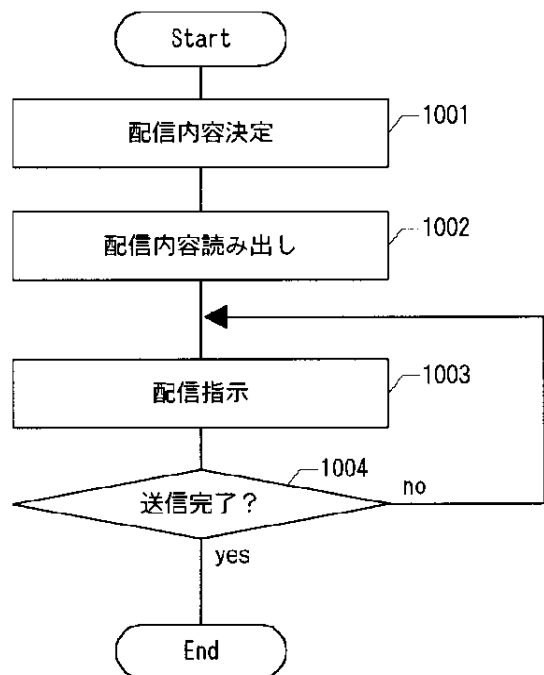 Start
配信内容決定
1001
配信内容読み出し
1002
配信指示
1003
送信完了?
1004
no
yes
End